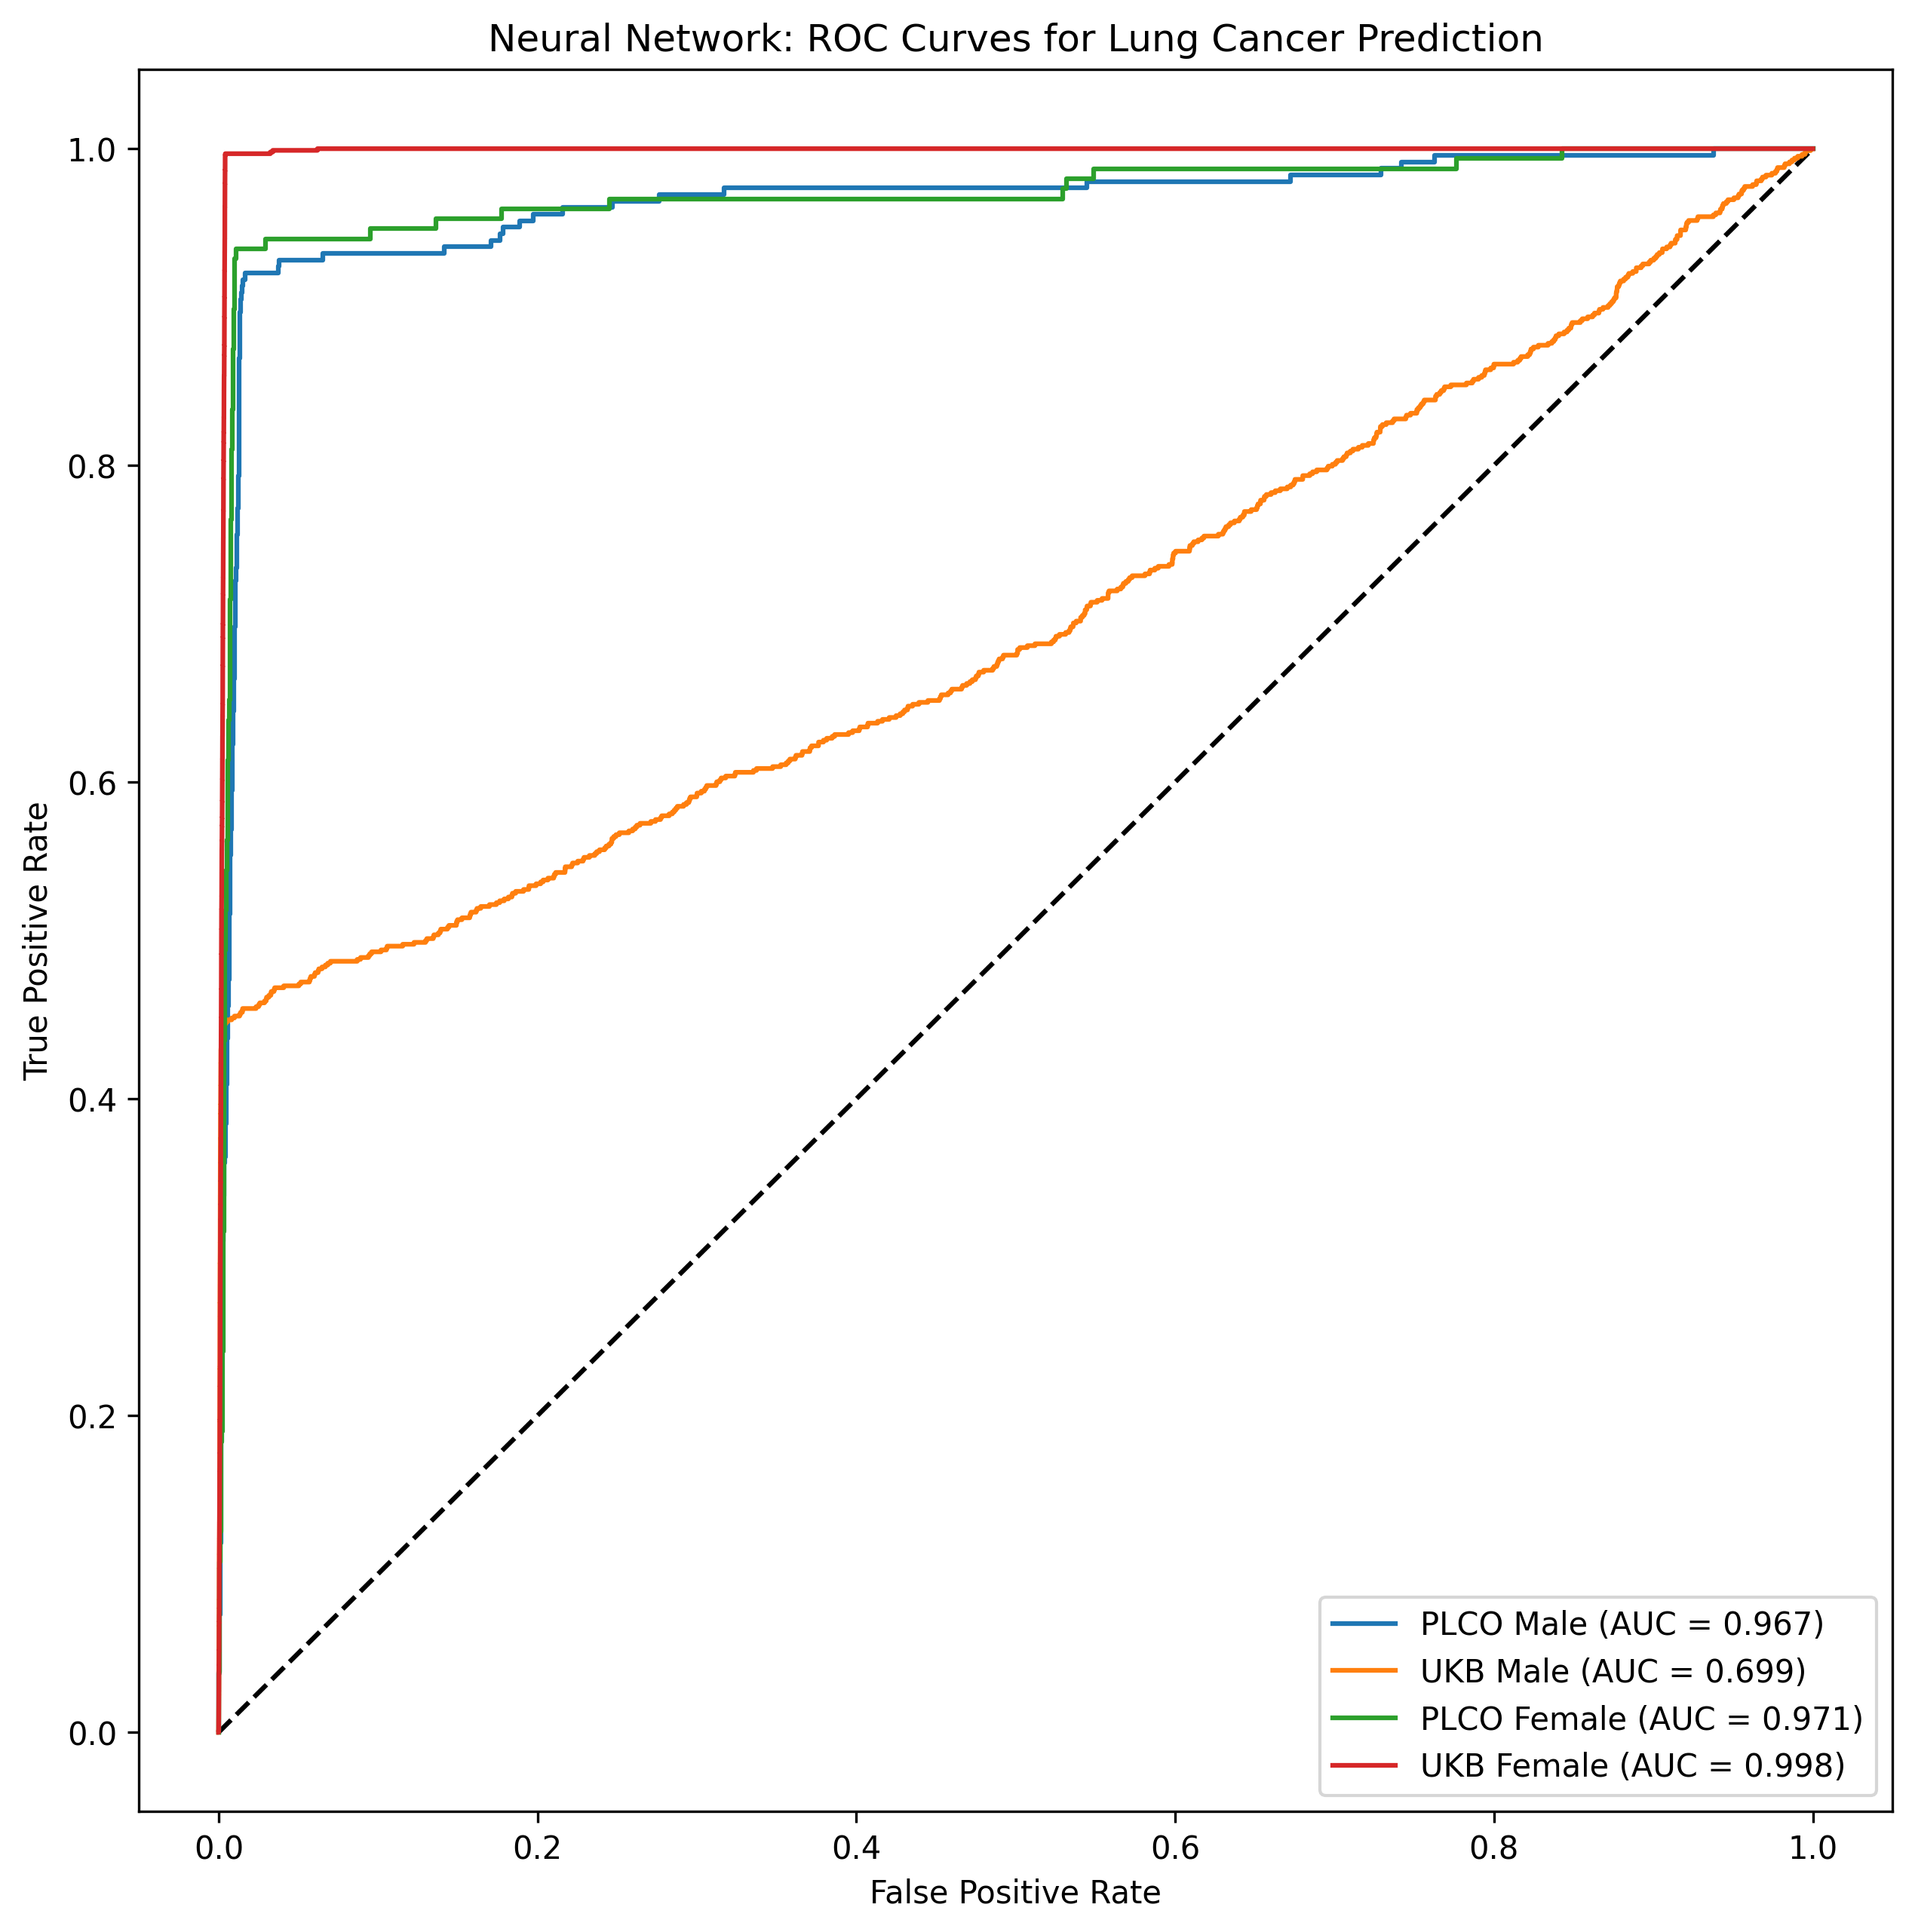 Neural Network: ROC Curves for Lung Cancer Prediction
True Positive Rate
1.0
0.8
0.6
0.4
0.2
0.0
0.0 0.2 0.4 0.6 0.8 1.0
False Positive Rate
PLCO Male (AUC = 0.967)
UKB Male (AUC = 0.699)
PLCO Female (AUC = 0.971)
UKB Female (AUC = 0.998)